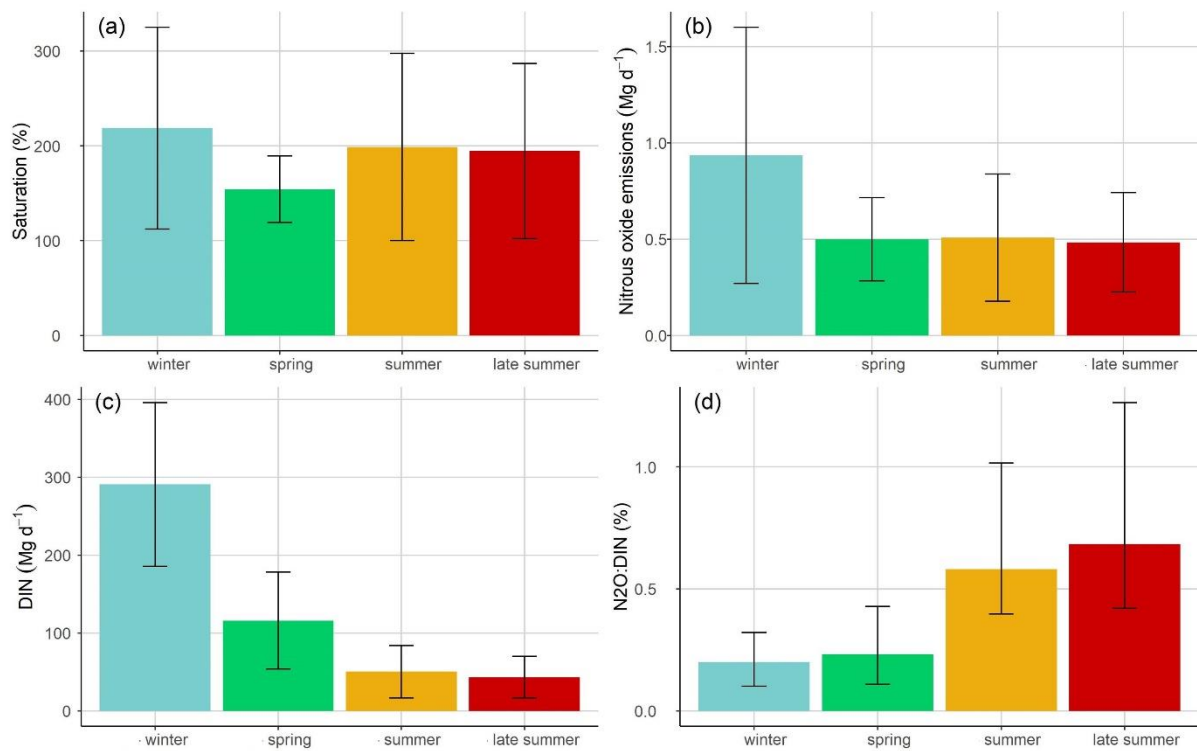 (a)
Saturation (%)
300
200
100
0
winter spring summer late summer
(b)
Nitrous oxide emissions (Mg d⁻¹)
1.5
1.0
0.5
0.0
winter spring summer late summer
(c)
DIN (Mg d⁻¹)
400
300
200
100
0
winter spring summer late summer
(d)
N2O:DIN (%)
1.0
0.5
0.0
winter spring summer late summer